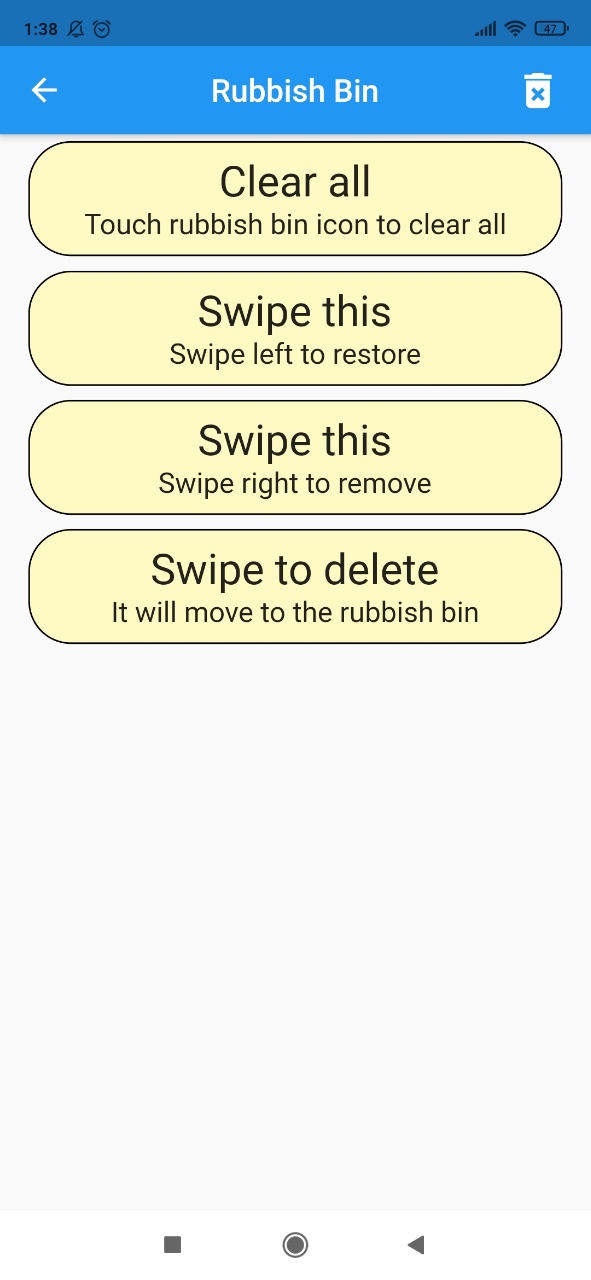 1:38
47
Rubbish Bin
Clear all
Touch rubbish bin icon to clear all
Swipe this
Swipe left to restore
Swipe this
Swipe right to remove
Swipe to delete
It will move to the rubbish bin